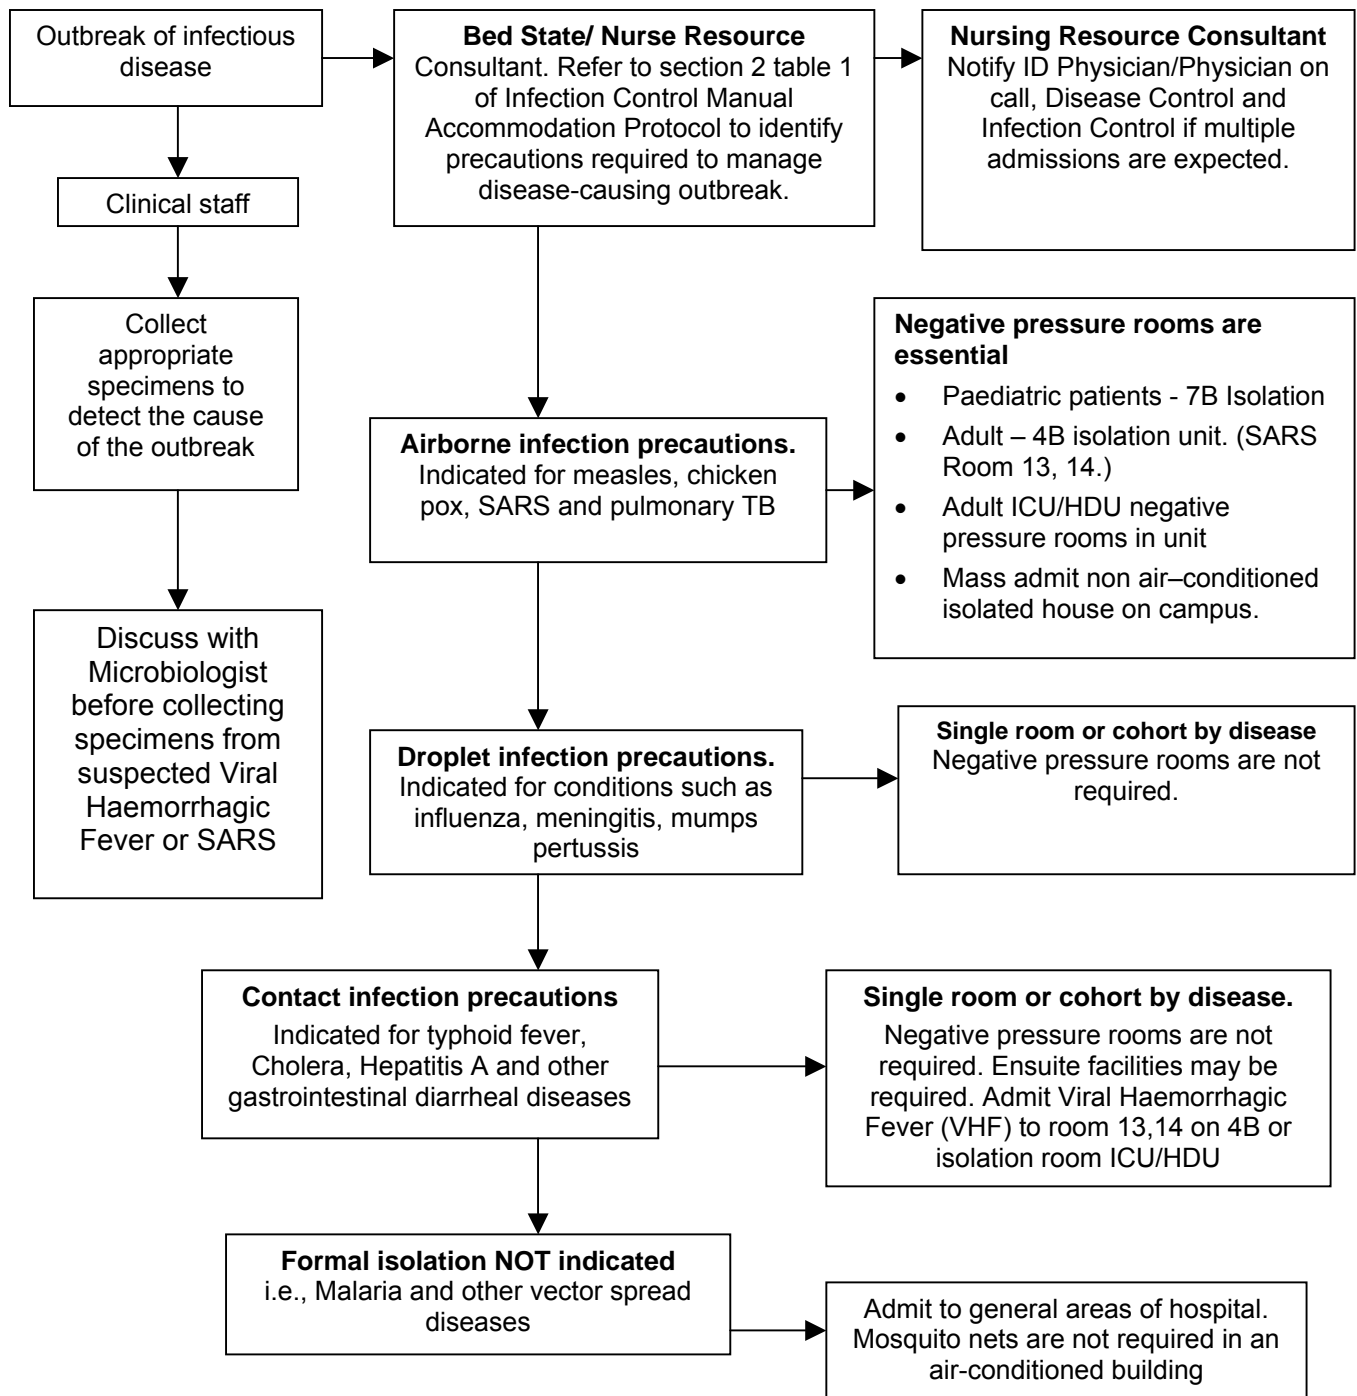 Outbreak of infectious
disease
Bed State/ Nurse Resource
Consultant. Refer to section 2 table 1
of Infection Control Manual
Accommodation Protocol to identify
precautions required to manage
disease-causing outbreak.
Nursing Resource Consultant
Notify ID Physician/Physician on
call, Disease Control and
Infection Control if multiple
admissions are expected.
Clinical staff
Collect
appropriate
specimens to
detect the cause
of the outbreak
Discuss with
Microbiologist
before collecting
specimens from
suspected Viral
Haemorrhagic
Fever or SARS
Airborne infection precautions.
Indicated for measles, chicken
pox, SARS and pulmonary TB
Negative pressure rooms are
essential
• Paediatric patients - 7B Isolation
• Adult – 4B isolation unit. (SARS
Room 13, 14.)
• Adult ICU/HDU negative
pressure rooms in unit
• Mass admit non air–conditioned
isolated house on campus.
Droplet infection precautions.
Indicated for conditions such as
influenza, meningitis, mumps
pertussis
Single room or cohort by disease
Negative pressure rooms are not
required.
Contact infection precautions
Indicated for typhoid fever,
Cholera, Hepatitis A and other
gastrointestinal diarrheal diseases
Single room or cohort by disease.
Negative pressure rooms are not
required. Ensuite facilities may be
required. Admit Viral Haemorrhagic
Fever (VHF) to room 13,14 on 4B or
isolation room ICU/HDU
Formal isolation NOT indicated
i.e., Malaria and other vector spread
diseases
Admit to general areas of hospital.
Mosquito nets are not required in an
air-conditioned building